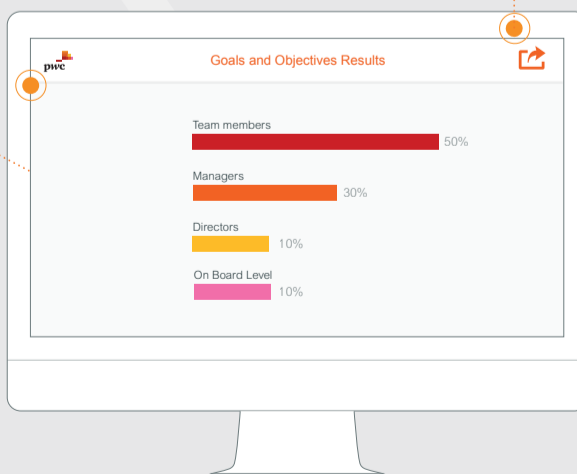 pwc
Goals and Objectives Results
Team members
50%
Managers
30%
Directors
10%
On Board Level
10%